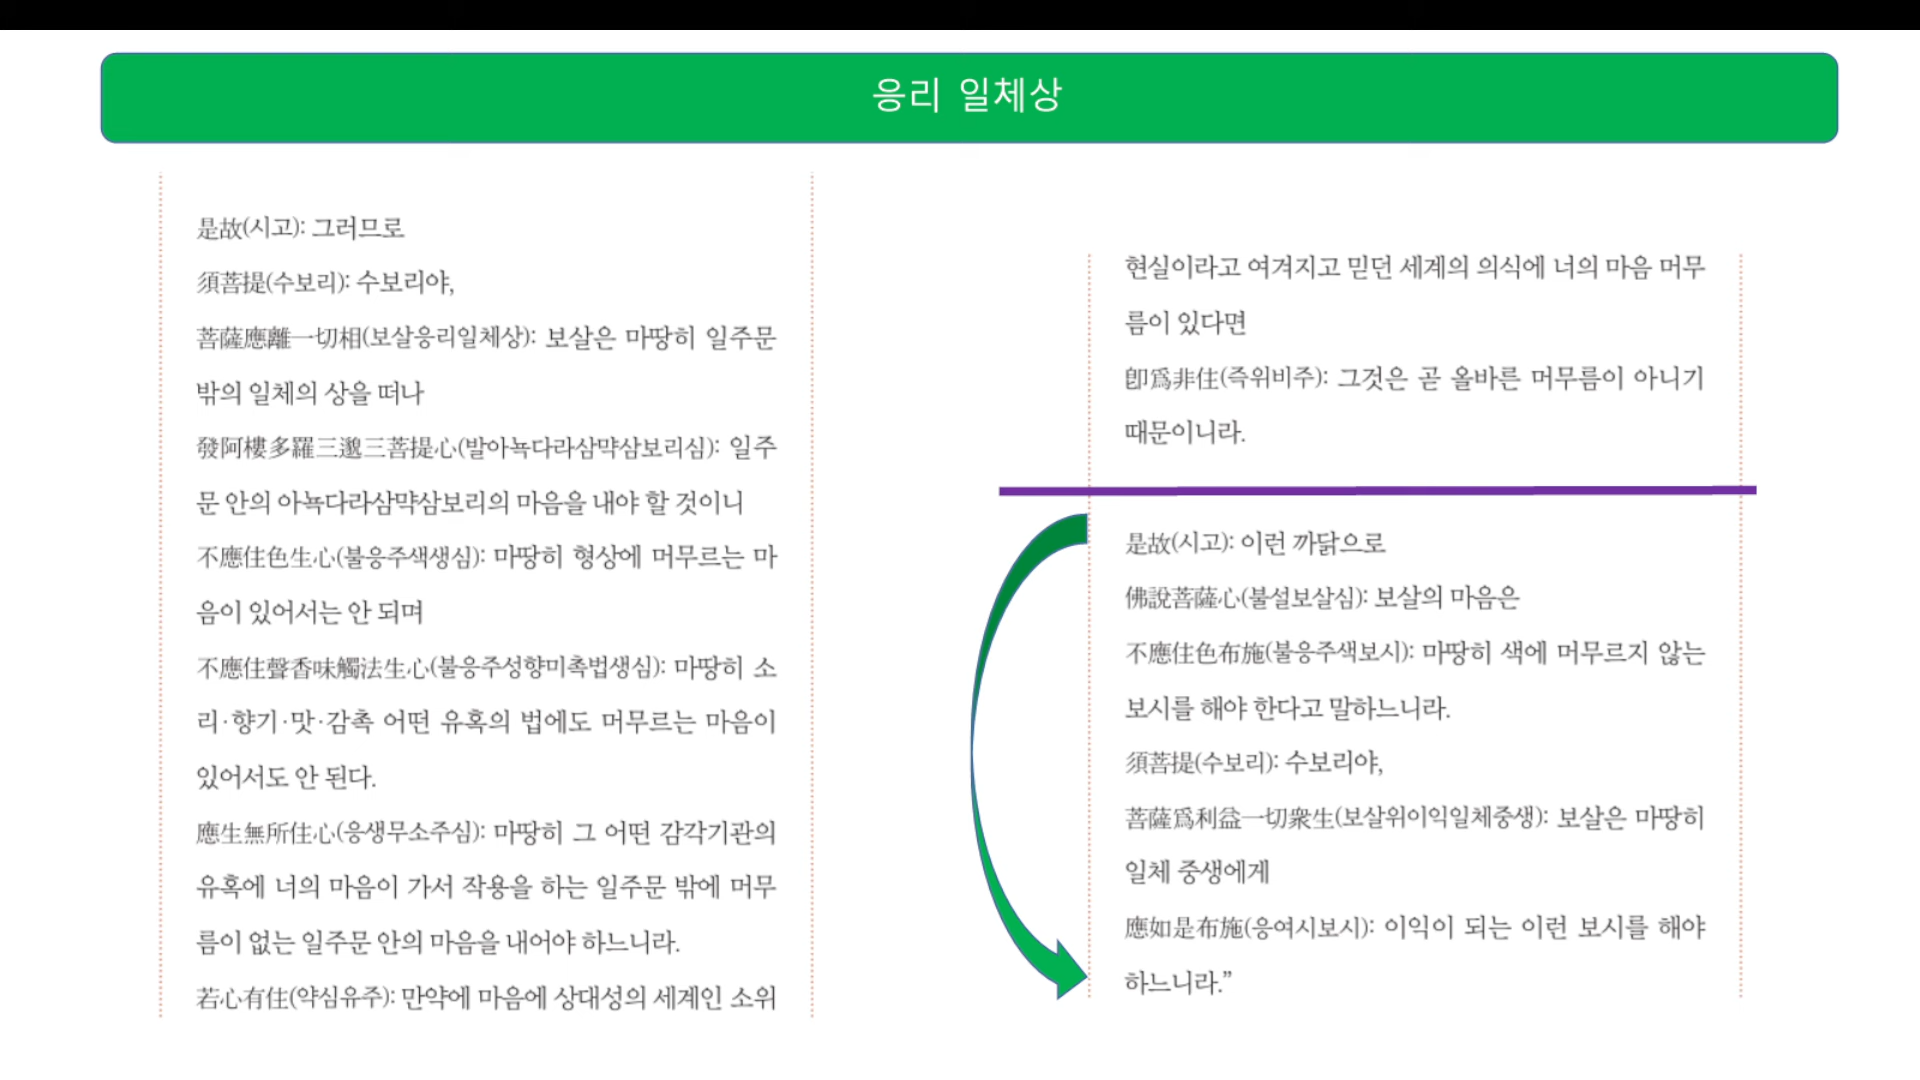 응리 일체상
是故(시고): 그러므로
須菩提(수보리): 수보리야,
菩薩應離一切相(보살응리일체상): 보살은 마땅히 일주문
밖의 일체의 상을 떠나
發阿耨多羅三邈三菩提心(발아뇩다라삼먁삼보리심): 일주
문 안의 아뇩다라삼먁삼보리의 마음을 내야 할 것이니
不應住色生心(불응주색생심): 마땅히 형상에 머무르는 마
음이 있어서는 안 되며
不應住聲香味觸法生心(불응주성향미촉법생심): 마땅히 소
리·향기·맛·감촉 어떤 유혹의 법에도 머무르는 마음이
있어서도 안 된다.
應生無所住心(응생무소주심): 마땅히 그 어떤 감각기관의
유혹에 너의 마음이 가서 작용을 하는 일주문 밖에 머무
름이 없는 일주문 안의 마음을 내어야 하느니라.
若心有住(약심유주): 만약에 마음에 상대성의 세계인 소위
현실이라고 여겨지고 믿던 세계의 의식에 너의 마음 머무
름이 있다면
卽爲非住(즉위비주): 그것은 곧 올바른 머무름이 아니기
때문이니라.
是故(시고): 이런 까닭으로
佛說菩薩心(불설보살심): 보살의 마음은
不應住色布施(불응주색보시): 마땅히 색에 머무르지 않는
보시를 해야 한다고 말하느니라.
須菩提(수보리): 수보리야,
菩薩爲利益一切衆生(보살위이익일체중생): 보살은 마땅히
일체 중생에게
應如是布施(응여시보시): 이익이 되는 이런 보시를 해야
하느니라.”